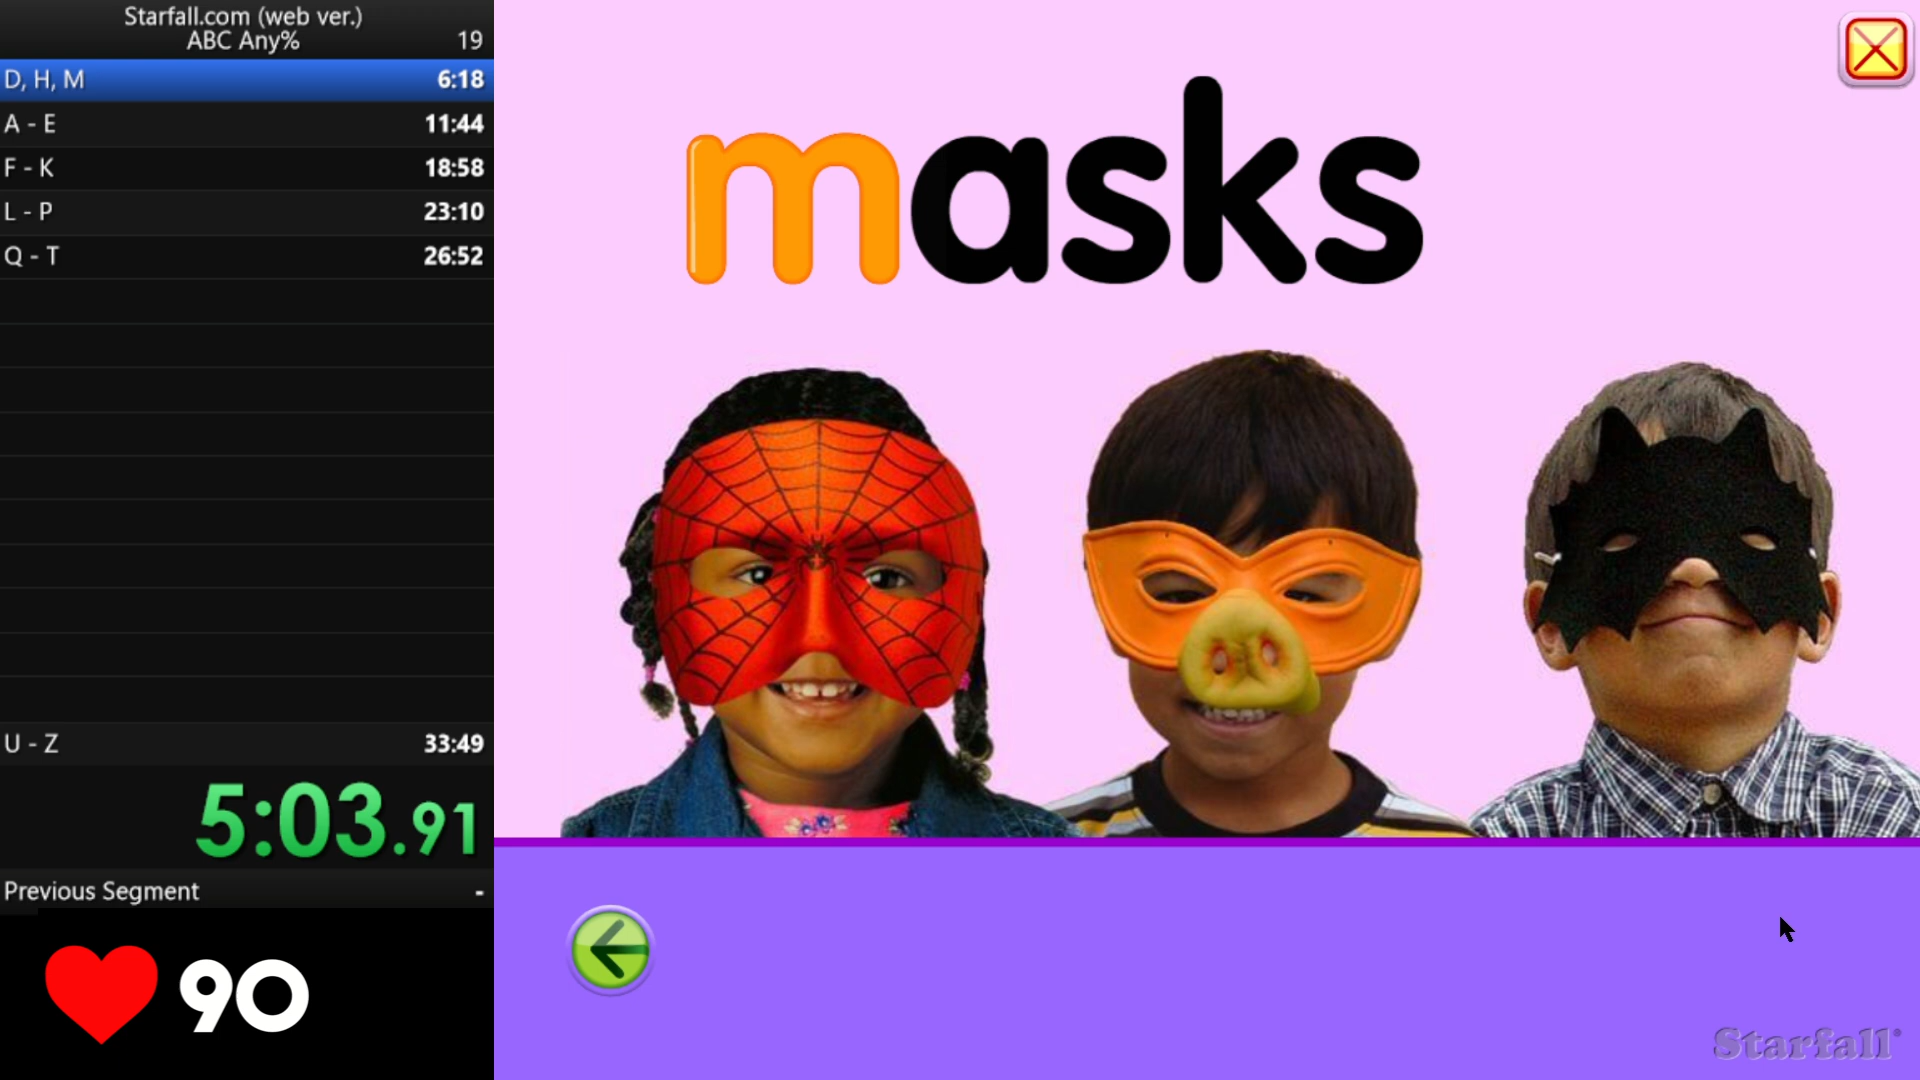 Starfall.com (web ver.)
ABC Any% 19
D, H, M 6:18
A - E 11:44
F - K 18:58
L - P 23:10
Q - T 26:52
U - Z 33:49
5:03.91
Previous Segment -
90
masks
Starfall®